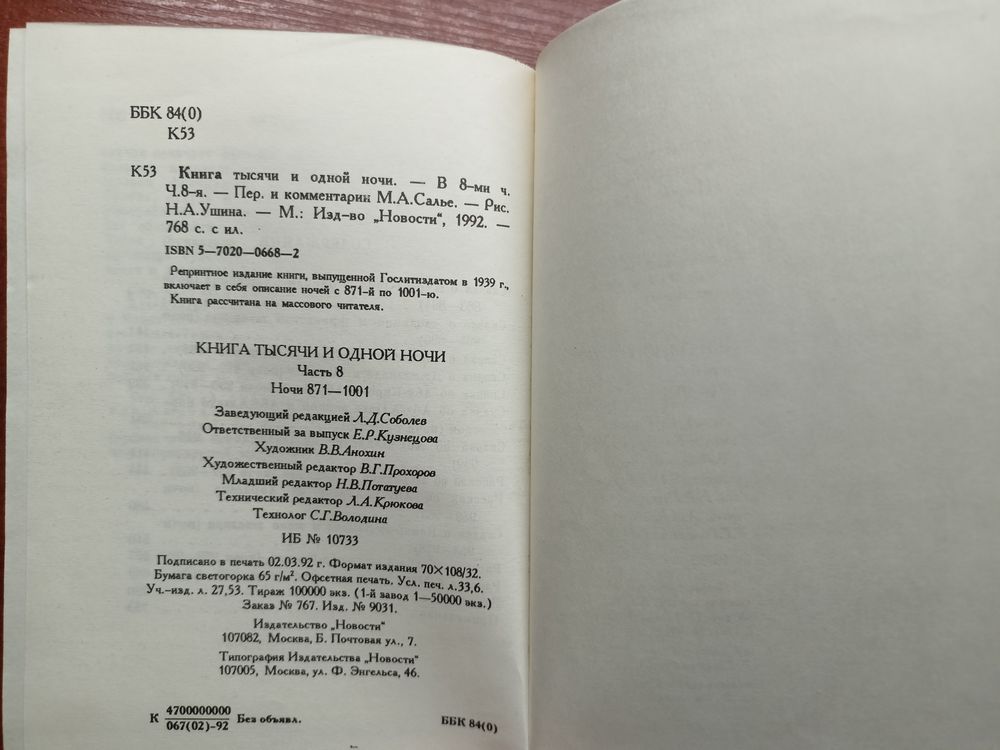 ББК 84(0)
К53
К53 Книга тысячи и одной ночи. — В 8-ми ч.
Ч.8-я. — Пер. и комментарии М.А.Салье. — Рис.
Н.А.Ушина. — М.: Изд-во „Новости“, 1992. —
768 с. с ил.
ISBN 5—7020—0668—2
Репринтное издание книги, выпущенной Гослитиздатом в 1939 г.,
включает в себя описание ночей с 871-й по 1001-ю.
Книга рассчитана на массового читателя.
КНИГА ТЫСЯЧИ И ОДНОЙ НОЧИ
Часть 8
Ночи 871—1001
Заведующий редакцией Л.Д.Соболев
Ответственный за выпуск Е.Р.Кузнецова
Художник В.В.Анохин
Художественный редактор В.Г.Прохоров
Младший редактор Н.В.Потатуева
Технический редактор Л.А.Крюкова
Технолог С.Г.Володина
ИБ № 10733
Подписано в печать 02.03.92 г. Формат издания 70×108/32.
Бумага светогорка 65 г/м². Офсетная печать. Усл. печ. л.33,6.
Уч.-изд. л. 27,53. Тираж 100000 экз. (1-й завод 1—50000 экз.)
Заказ № 767. Изд. № 9031.
Издательство „Новости“
107082, Москва, Б. Почтовая ул., 7.
Типография Издательства „Новости“
107005, Москва, ул. Ф. Энгельса, 46.
К 4700000000
067(02)-92 Без объявл.
ББК 84(0)